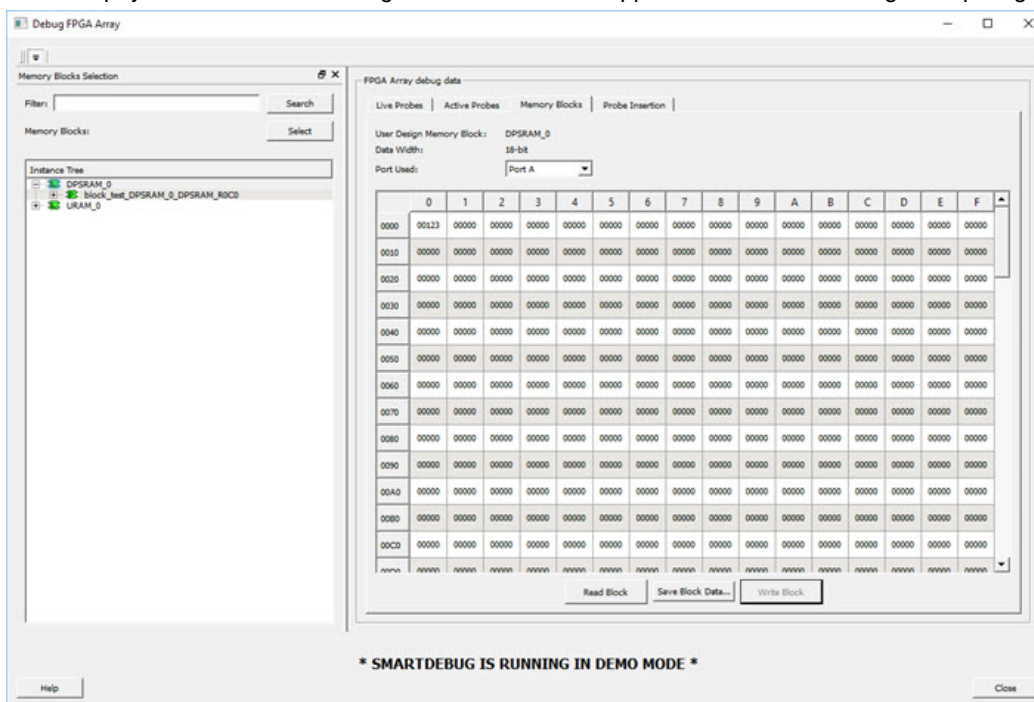 Debug FPGA Array
Memory Blocks Selection
Filter: Search
Memory Blocks: Select
Instance Tree
DPSRAM_0
block_test_DPSRAM_0_DPSRAM_R0C0
URAM_0
FPGA Array debug data
Live Probes Active Probes Memory Blocks Probe Insertion
User Design Memory Block: DPSRAM_0
Data Width: 18-bit
Port Used: Port A
0 1 2 3 4 5 6 7 8 9 A B C D E F
0000 00123 00000 00000 00000 00000 00000 00000 00000 00000 00000 00000 00000 00000 00000 00000 00000
0010 00000 00000 00000 00000 00000 00000 00000 00000 00000 00000 00000 00000 00000 00000 00000 00000
0020 00000 00000 00000 00000 00000 00000 00000 00000 00000 00000 00000 00000 00000 00000 00000 00000
0030 00000 00000 00000 00000 00000 00000 00000 00000 00000 00000 00000 00000 00000 00000 00000 00000
0040 00000 00000 00000 00000 00000 00000 00000 00000 00000 00000 00000 00000 00000 00000 00000 00000
0050 00000 00000 00000 00000 00000 00000 00000 00000 00000 00000 00000 00000 00000 00000 00000 00000
0060 00000 00000 00000 00000 00000 00000 00000 00000 00000 00000 00000 00000 00000 00000 00000 00000
0070 00000 00000 00000 00000 00000 00000 00000 00000 00000 00000 00000 00000 00000 00000 00000 00000
0080 00000 00000 00000 00000 00000 00000 00000 00000 00000 00000 00000 00000 00000 00000 00000 00000
0090 00000 00000 00000 00000 00000 00000 00000 00000 00000 00000 00000 00000 00000 00000 00000 00000
00A0 00000 00000 00000 00000 00000 00000 00000 00000 00000 00000 00000 00000 00000 00000 00000 00000
00B0 00000 00000 00000 00000 00000 00000 00000 00000 00000 00000 00000 00000 00000 00000 00000 00000
00C0 00000 00000 00000 00000 00000 00000 00000 00000 00000 00000 00000 00000 00000 00000 00000 00000
Read Block Save Block Data... Write Block
* SMARTDEBUG IS RUNNING IN DEMO MODE *
Help Close